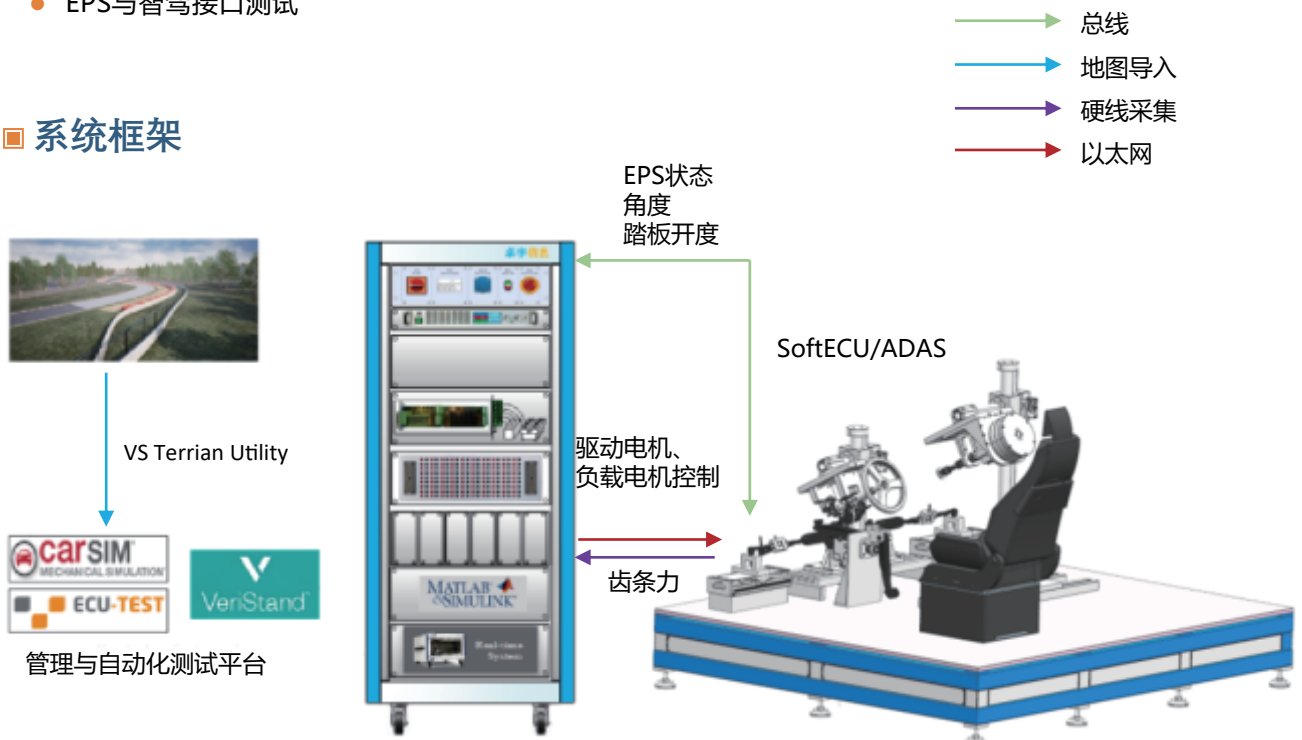 EPS与智驾接口测试
总线
地图导入
硬线采集
以太网
系统框架
EPS状态
角度
踏板开度
SoftECU/ADAS
VS Terrian Utility
驱动电机、
负载电机控制
齿条力
carSIM
MECHANICAL SIMULATION
ECU-TEST
VeriStand
MATLAB
&SIMULINK
Real-time
System
管理与自动化测试平台